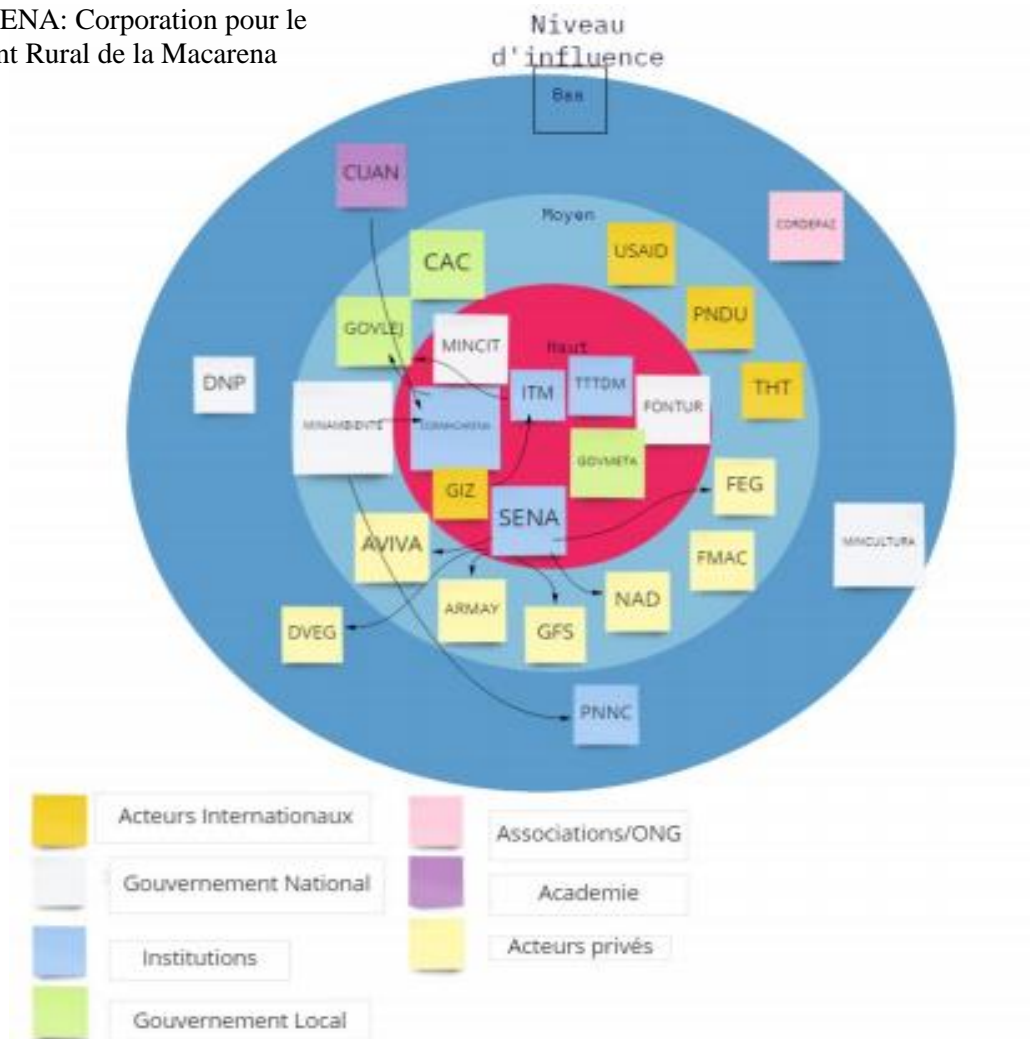 ENA: Corporation pour le
nt Rural de la Macarena
Niveau
d'influence
Bas
CUAN
Moyen
CORDEPAZ
USAID
CAC
PNDU
GOVLEJ
MINCIT
Haut
DNP
ITM
TTTDM
THT
FONTUR
MINAMBIENTE
GOVMETA
GIZ
FEG
SENA
AVIVA
MINCULTURA
FMAC
NAD
ARMAY
DVEG
GFS
PNNC
Acteurs Internationaux
Associations/ONG
Gouvernement National
Academie
Acteurs privés
Institutions
Gouvernement Local